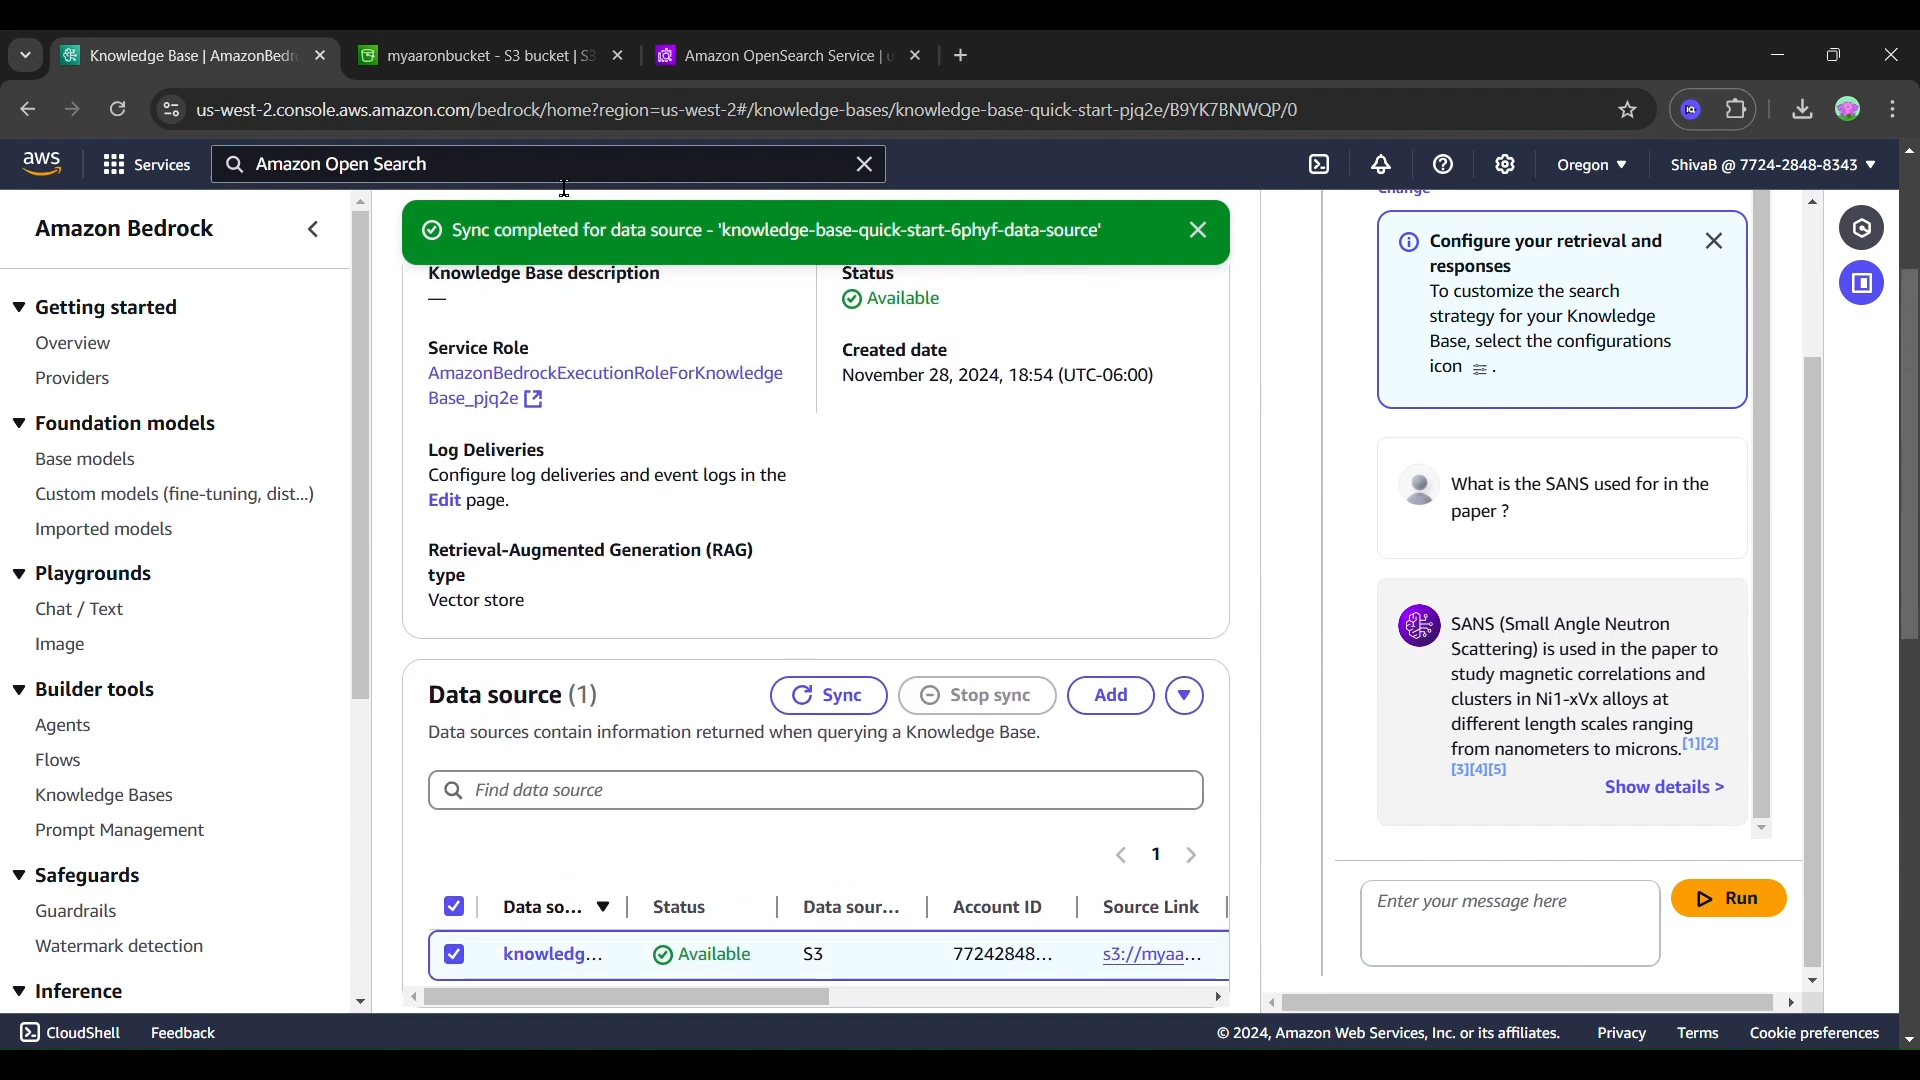 Knowledge Base | AmazonBedr
myaaronbucket - S3 bucket | S3
Amazon OpenSearch Service | u
us-west-2.console.aws.amazon.com/bedrock/home?region=us-west-2#/knowledge-bases/knowledge-base-quick-start-pjq2e/B9YK7BNWQP/0
aws
Services
Amazon Open Search
Oregon
ShivaB @ 7724-2848-8343
Amazon Bedrock
Getting started
Overview
Providers
Foundation models
Base models
Custom models (fine-tuning, dist...)
Imported models
Playgrounds
Chat / Text
Image
Builder tools
Agents
Flows
Knowledge Bases
Prompt Management
Safeguards
Guardrails
Watermark detection
Inference
Sync completed for data source - 'knowledge-base-quick-start-6phyf-data-source'
Knowledge Base description
—
Service Role
AmazonBedrockExecutionRoleForKnowledge
Base_pjq2e
Log Deliveries
Configure log deliveries and event logs in the
Edit page.
Retrieval-Augmented Generation (RAG)
type
Vector store
Status
Available
Created date
November 28, 2024, 18:54 (UTC-06:00)
Data source (1)
Sync
Stop sync
Add
Data sources contain information returned when querying a Knowledge Base.
Find data source
1
Data so...
Status
Data sour...
Account ID
Source Link
knowledg...
Available
S3
77242848...
s3://myaa...
Change
Configure your retrieval and
responses
To customize the search
strategy for your Knowledge
Base, select the configurations
icon .
What is the SANS used for in the
paper ?
SANS (Small Angle Neutron
Scattering) is used in the paper to
study magnetic correlations and
clusters in Ni1-xVx alloys at
different length scales ranging
from nanometers to microns.[1][2]
[3][4][5]
Show details >
Enter your message here
Run
CloudShell
Feedback
© 2024, Amazon Web Services, Inc. or its affiliates.
Privacy
Terms
Cookie preferences